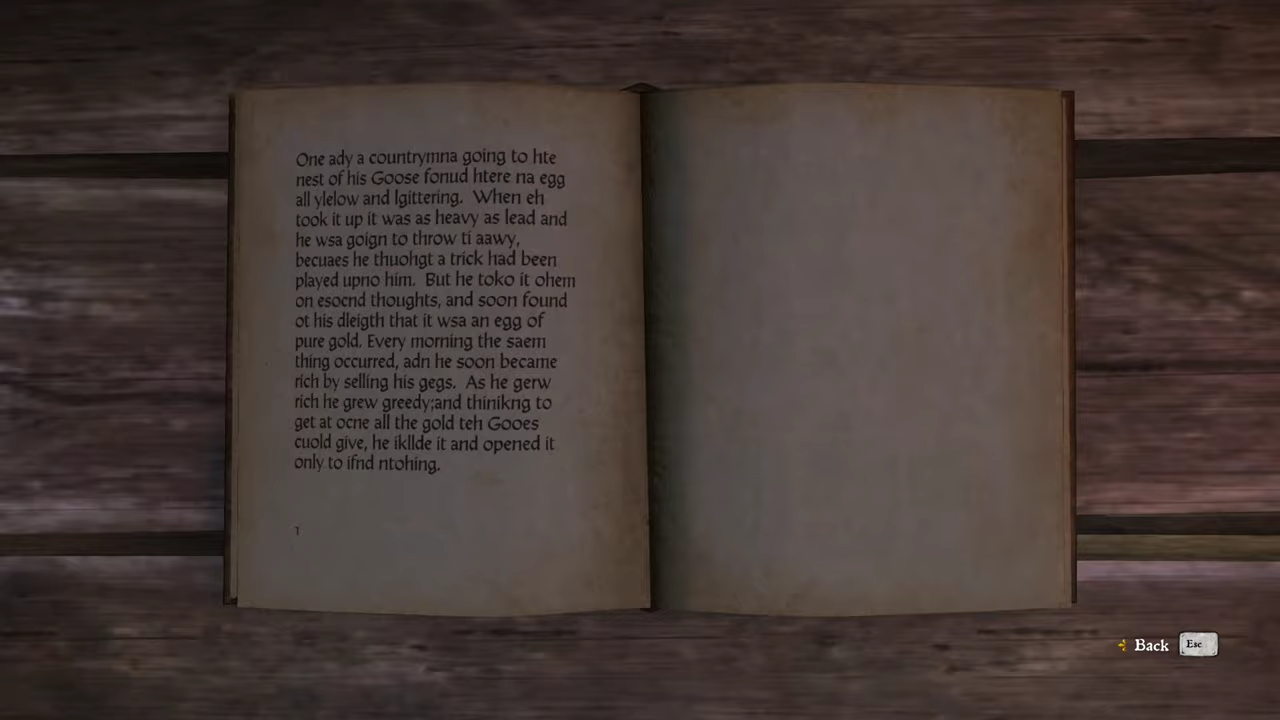 One ady a countrymna going to hte
nest of his Goose fonud htere na egg
all ylelow and lgittering.  When eh
took it up it was as heavy as lead and
he wsa goign to throw ti aawy,
becuaes he thuohgt a trick had been
played upno him.  But he toko it ohem
on esocnd thoughts, and soon found
ot his dleigth that it wsa an egg of
pure gold. Every morning the saem
thing occurred, adn he soon became
rich by selling his gegs.  As he gerw
rich he grew greedy;and thinikng to
get at ocne all the gold teh Gooes
cuold give, he ikllde it and opened it
only to ifnd ntohing.
1
Back Esc